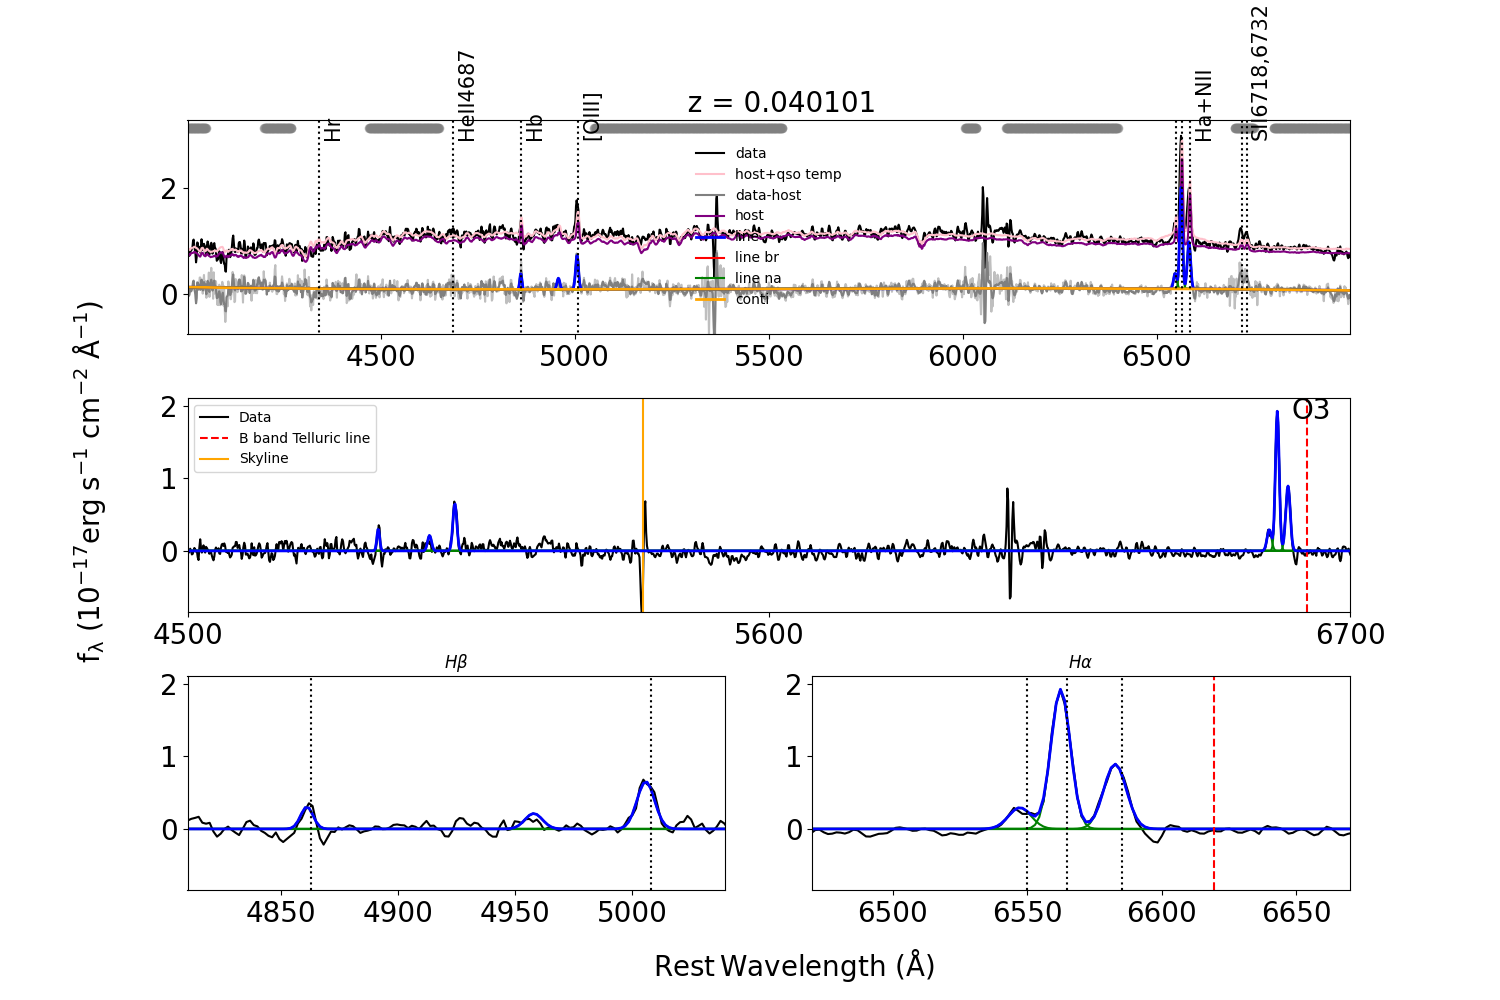 z = 0.040101
Hr
HeII4687
Hb
[OIII]
Ha+NII
SII6718,6732
data
host+qso temp
data-host
host
line
line br
line na
conti
2
0
4500
5000
5500
6000
6500
Data
B band Telluric line
Skyline
O3
2
1
0
4500
5600
6700
fλ (10−17erg s−1 cm−2 Å−1)
Hβ
2
1
0
4850
4900
4950
5000
Hα
2
1
0
6500
6550
6600
6650
Rest Wavelength (Å)